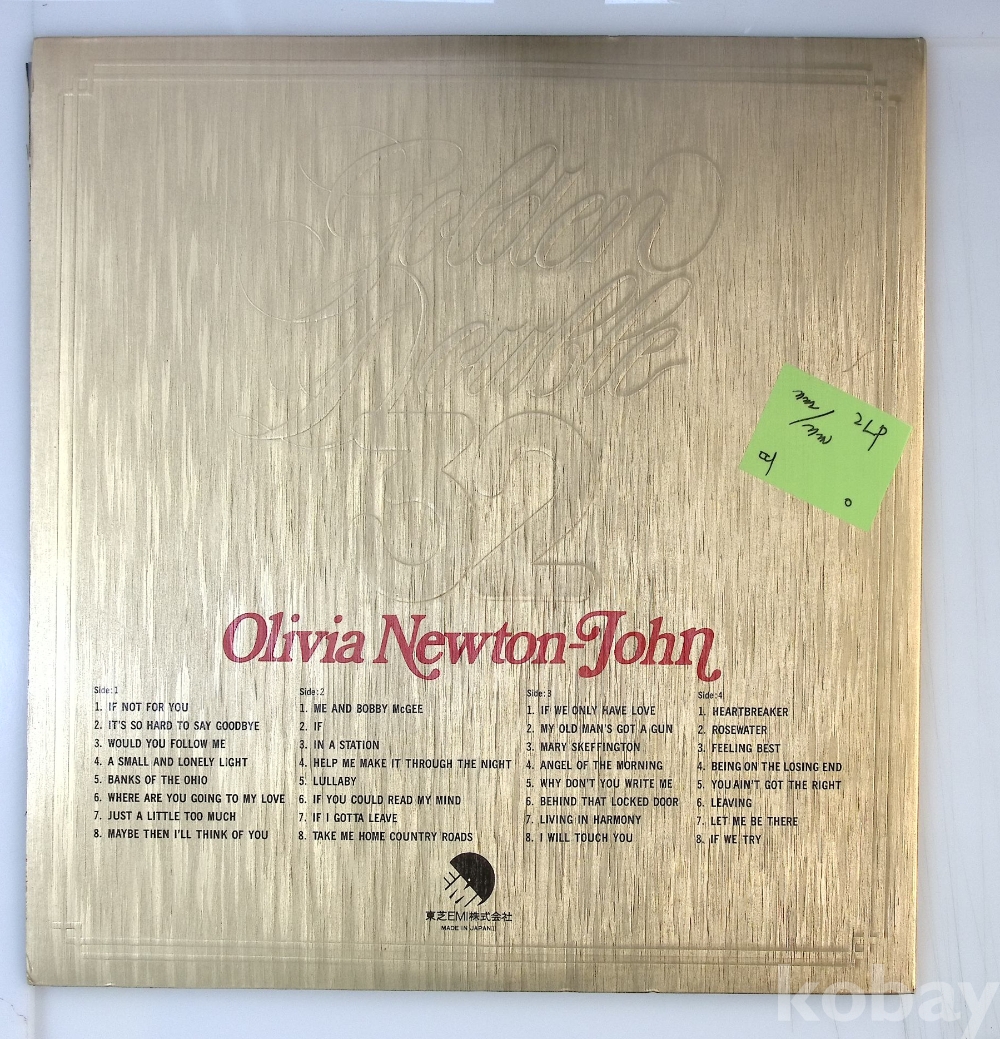 Golden
Double
32
2LP
nm/nm
Olivia Newton-John
Side:1
1. IF NOT FOR YOU
2. IT'S SO HARD TO SAY GOODBYE
3. WOULD YOU FOLLOW ME
4. A SMALL AND LONELY LIGHT
5. BANKS OF THE OHIO
6. WHERE ARE YOU GOING TO MY LOVE
7. JUST A LITTLE TOO MUCH
8. MAYBE THEN I'LL THINK OF YOU
Side:2
1. ME AND BOBBY McGEE
2. IF
3. IN A STATION
4. HELP ME MAKE IT THROUGH THE NIGHT
5. LULLABY
6. IF YOU COULD READ MY MIND
7. IF I GOTTA LEAVE
8. TAKE ME HOME COUNTRY ROADS
Side:3
1. IF WE ONLY HAVE LOVE
2. MY OLD MAN'S GOT A GUN
3. MARY SKEFFINGTON
4. ANGEL OF THE MORNING
5. WHY DON'T YOU WRITE ME
6. BEHIND THAT LOCKED DOOR
7. LIVING IN HARMONY
8. I WILL TOUCH YOU
Side:4
1. HEARTBREAKER
2. ROSEWATER
3. FEELING BEST
4. BEING ON THE LOSING END
5. YOU AIN'T GOT THE RIGHT
6. LEAVING
7. LET ME BE THERE
8. IF WE TRY
EMI
東芝EMI株式会社
MADE IN JAPAN
kobay